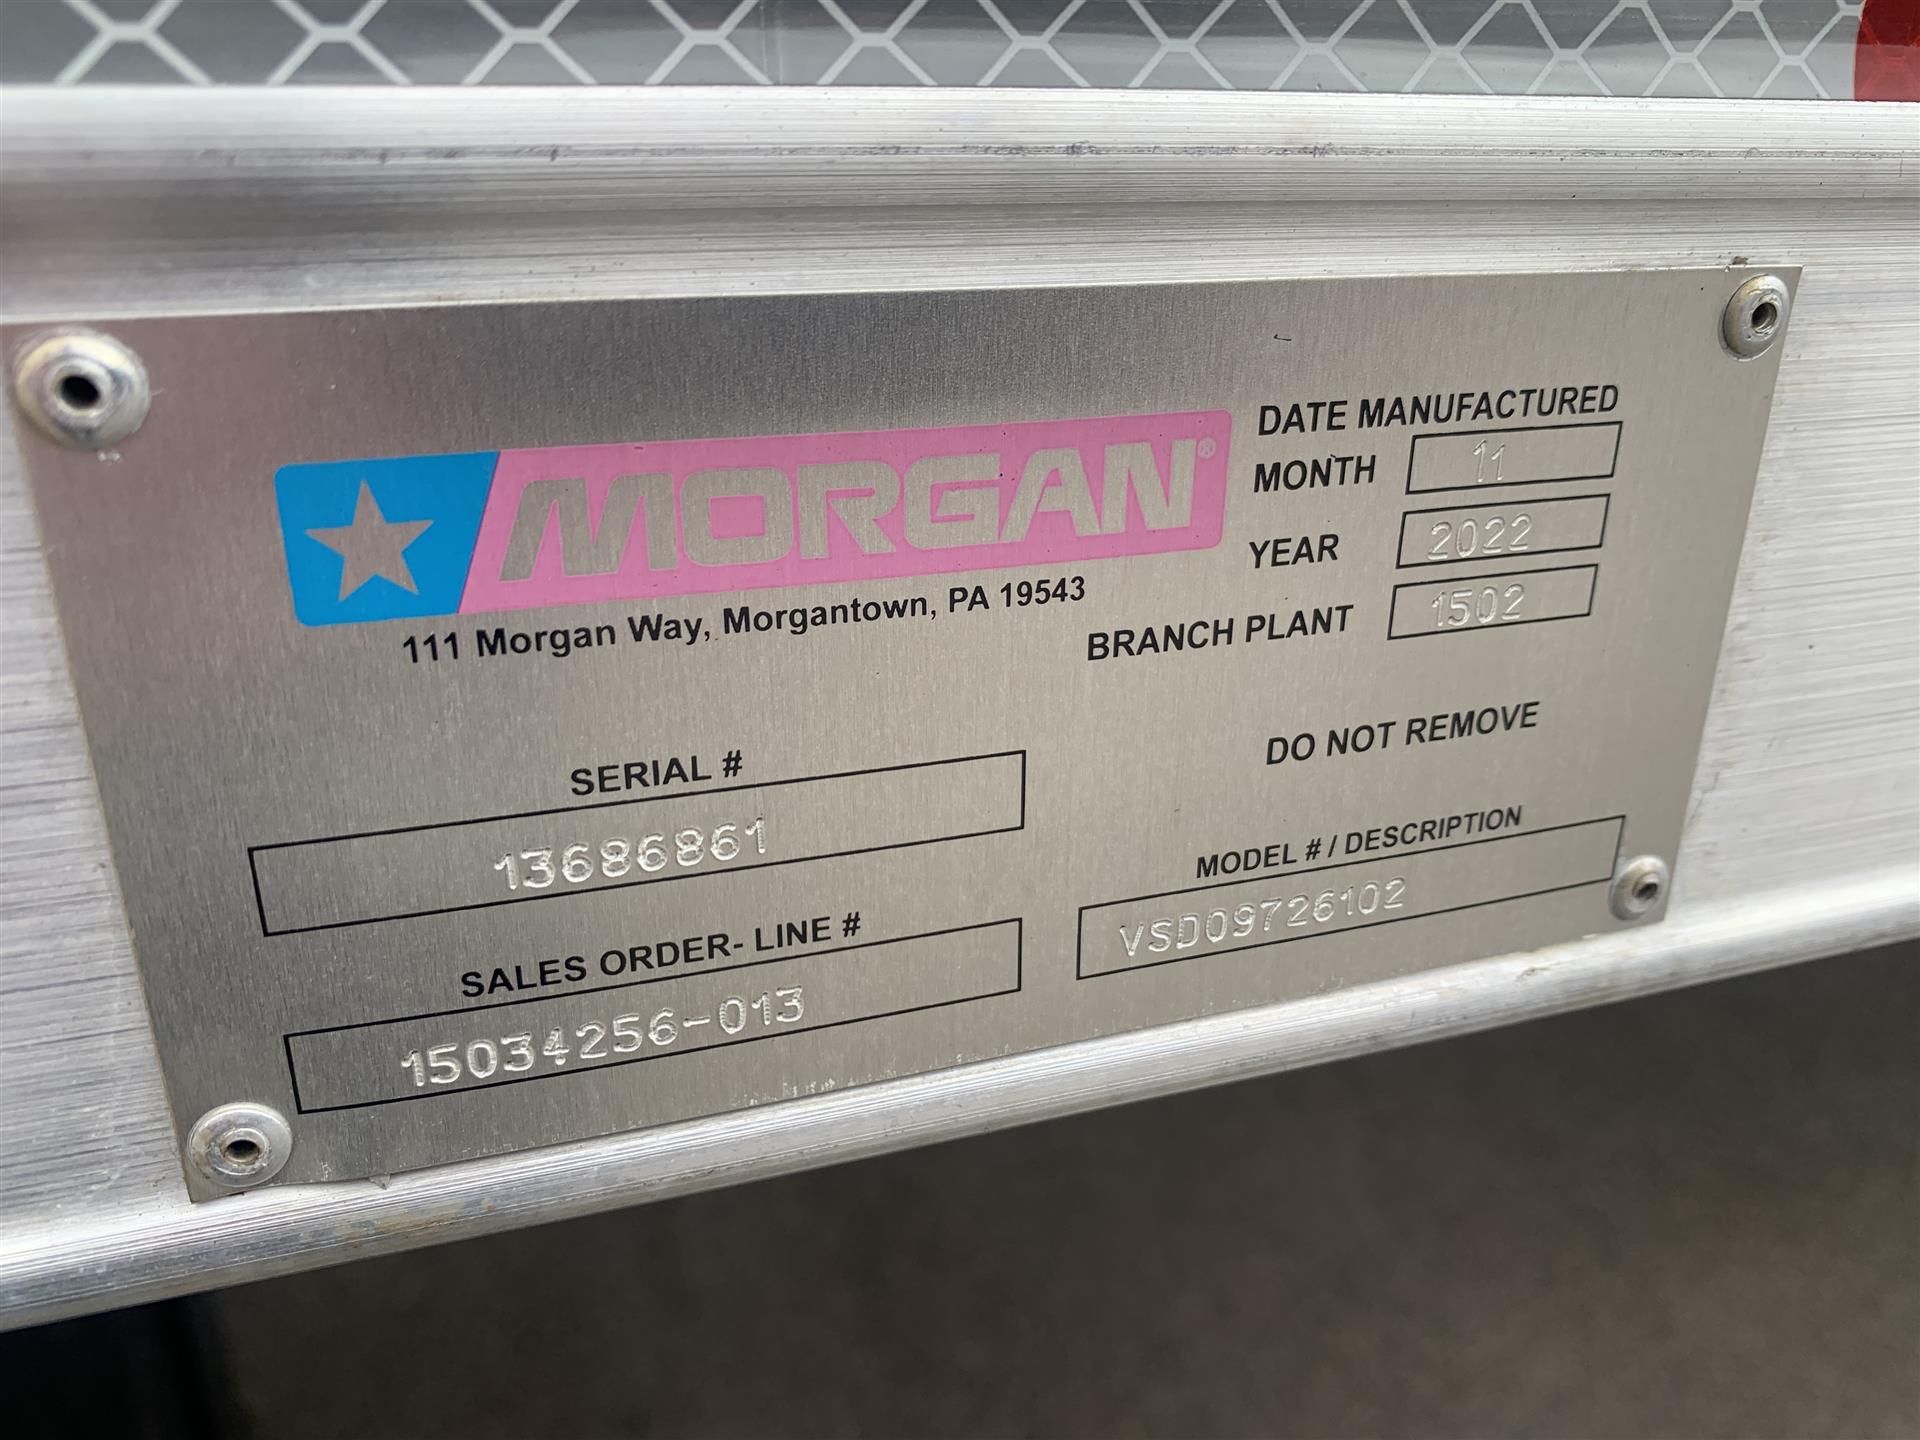 MORGAN®
111 Morgan Way, Morgantown, PA 19543
DATE MANUFACTURED
MONTH 11
YEAR 2022
BRANCH PLANT 1502
DO NOT REMOVE
SERIAL #
13686861
SALES ORDER- LINE #
15034256-013
MODEL # / DESCRIPTION
VSD09726102